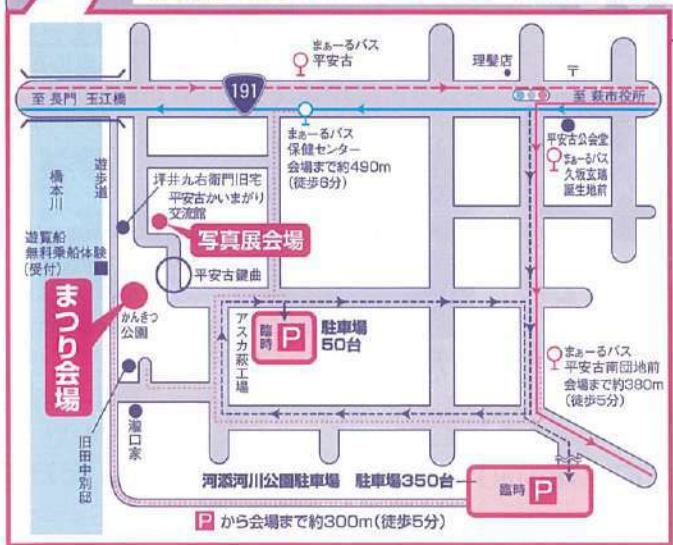 まぁーるバス
平安古
理髪店
〒
至 長門 玉江橋
191
至 萩市役所
まぁーるバス
保健センター
会場まで約490m
(徒歩6分)
平安古公会堂
まぁーるバス
久坂玄瑞
誕生地前
橋本川
遊歩道
坪井九右衛門旧宅
平安古かいまがり
交流館
写真展会場
遊覧船
無料乗船体験
(受付)
平安古鍵曲
まつり会場
かんきつ
公園
アスカ萩工場
臨時 P
駐車場
50台
まぁーるバス
平安古南団地前
会場まで約380m
(徒歩5分)
旧田中別邸
瀧口家
河添河川公園駐車場 駐車場350台
臨時 P
P から会場まで約300m(徒歩5分)